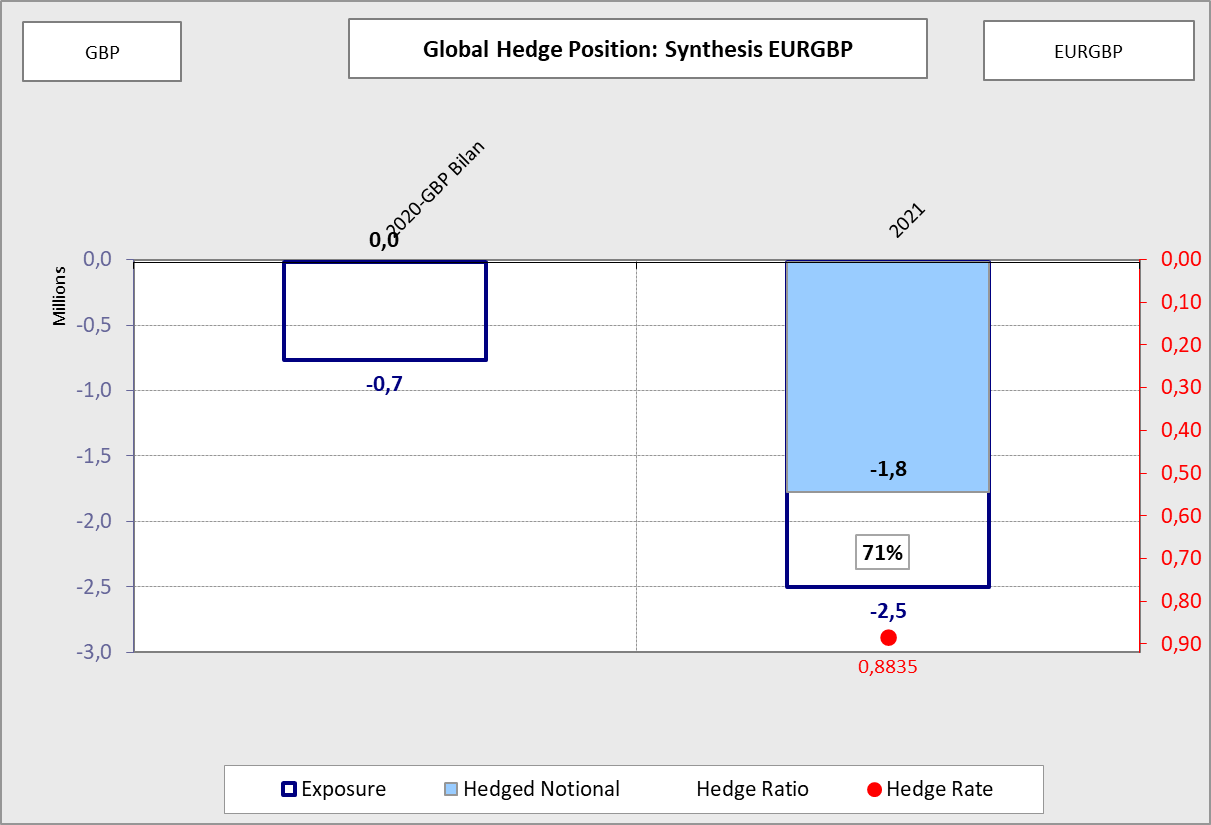 GBP
Global Hedge Position: Synthesis EURGBP
EURGBP
2020-GBP Bilan
2021
0,0
Millions
0,0
-0,5
-1,0
-1,5
-2,0
-2,5
-3,0
-0,7
-1,8
71%
-2,5
0,8835
0,00
0,10
0,20
0,30
0,40
0,50
0,60
0,70
0,80
0,90
Exposure
Hedged Notional
Hedge Ratio
Hedge Rate